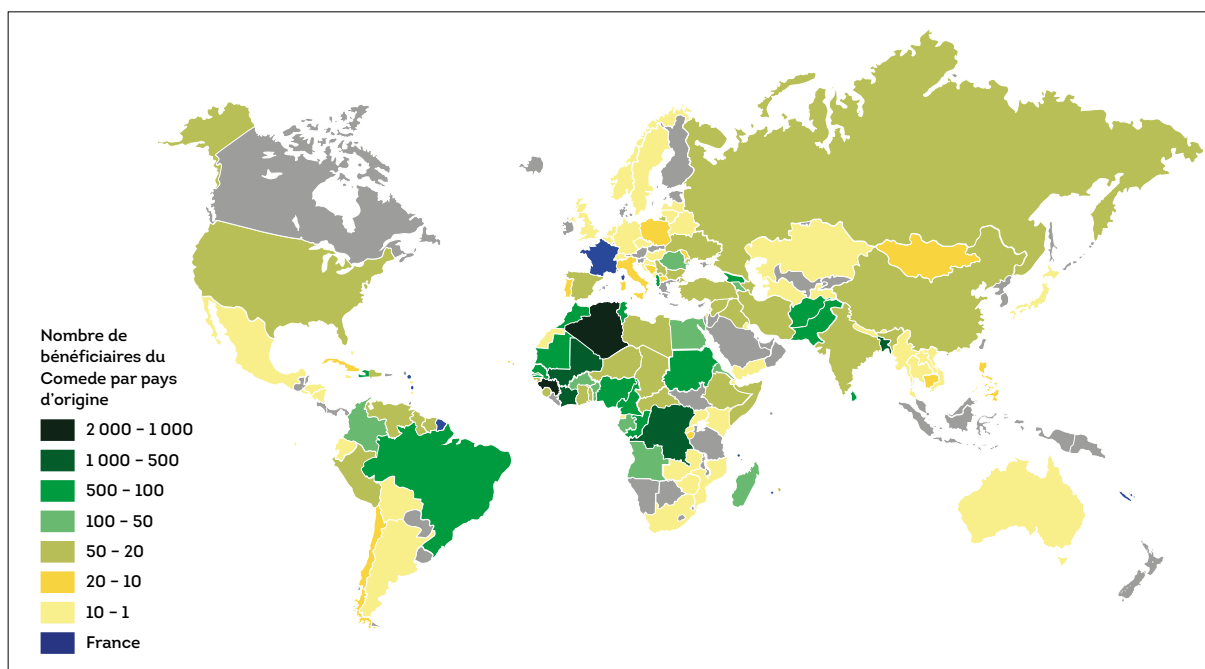 Nombre de
bénéficiaires du
Comede par pays
d'origine
2 000 – 1 000
1 000 – 500
500 – 100
100 – 50
50 – 20
20 – 10
10 – 1
France